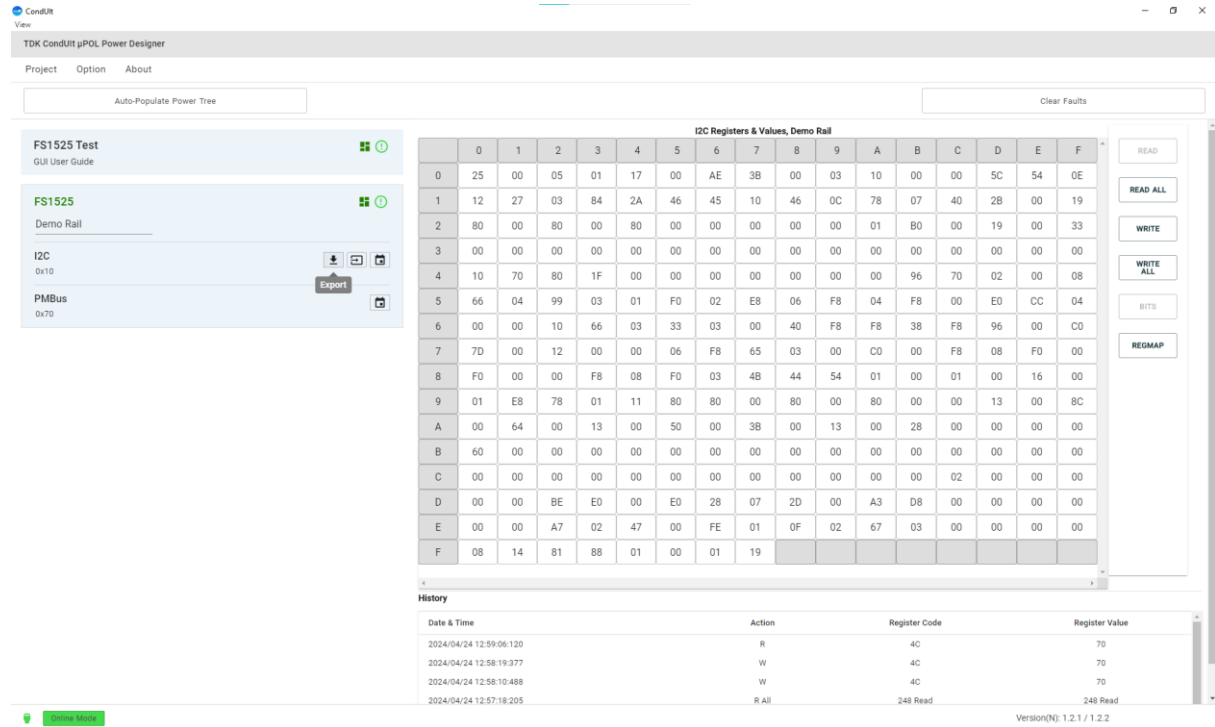 CondUIt
View
TDK CondUIt µPOL Power Designer
Project Option About
Auto-Populate Power Tree
Clear Faults
FS1525 Test
GUI User Guide
FS1525
Demo Rail
I2C
0x10
Export
PMBus
0x70
I2C Registers & Values, Demo Rail
0 1 2 3 4 5 6 7 8 9 A B C D E F
0 25 00 05 01 17 00 AE 3B 00 03 10 00 00 5C 54 0E
1 12 27 03 84 2A 46 45 10 46 0C 78 07 40 2B 00 19
2 80 00 80 00 80 00 00 00 00 00 01 B0 00 19 00 33
3 00 00 00 00 00 00 00 00 00 00 00 00 00 00 00 00
4 10 70 80 1F 00 00 00 00 00 00 00 96 70 02 00 08
5 66 04 99 03 01 F0 02 E8 06 F8 04 F8 00 E0 CC 04
6 00 00 10 66 03 33 03 00 40 F8 F8 38 F8 96 00 C0
7 7D 00 12 00 00 06 F8 65 03 00 C0 00 F8 08 F0 00
8 F0 00 00 F8 08 F0 03 4B 44 54 01 00 01 00 16 00
9 01 E8 78 01 11 80 80 00 80 00 80 00 00 13 00 8C
A 00 64 00 13 00 50 00 3B 00 13 00 28 00 00 00 00
B 60 00 00 00 00 00 00 00 00 00 00 00 00 00 00 00
C 00 00 00 00 00 00 00 00 00 00 00 00 02 00 00 00
D 00 00 BE E0 00 E0 28 07 2D 00 A3 D8 00 00 00 00
E 00 00 A7 02 47 00 FE 01 0F 02 67 03 00 00 00 00
F 08 14 81 88 01 00 01 19
READ
READ ALL
WRITE
WRITE
ALL
BITS
REGMAP
History
Date & Time Action Register Code Register Value
2024/04/24 12:59:06:120 R 4C 70
2024/04/24 12:58:19:377 W 4C 70
2024/04/24 12:58:10:488 W 4C 70
2024/04/24 12:57:18:205 R All 248 Read 248 Read
Online Mode
Version(N): 1.2.1 / 1.2.2